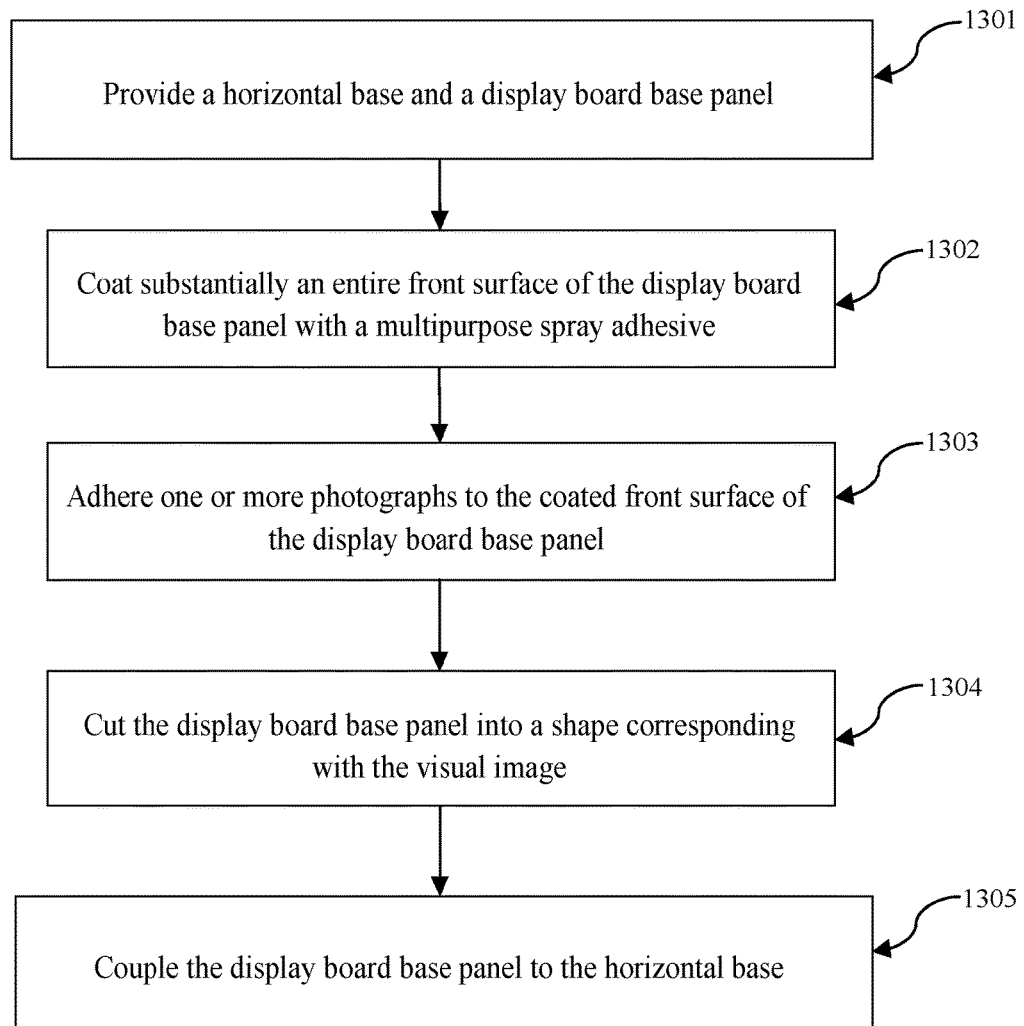 1301
Provide a horizontal base and a display board base panel
1302
Coat substantially an entire front surface of the display board
base panel with a multipurpose spray adhesive
1303
Adhere one or more photographs to the coated front surface of
the display board base panel
1304
Cut the display board base panel into a shape corresponding
with the visual image
1305
Couple the display board base panel to the horizontal base